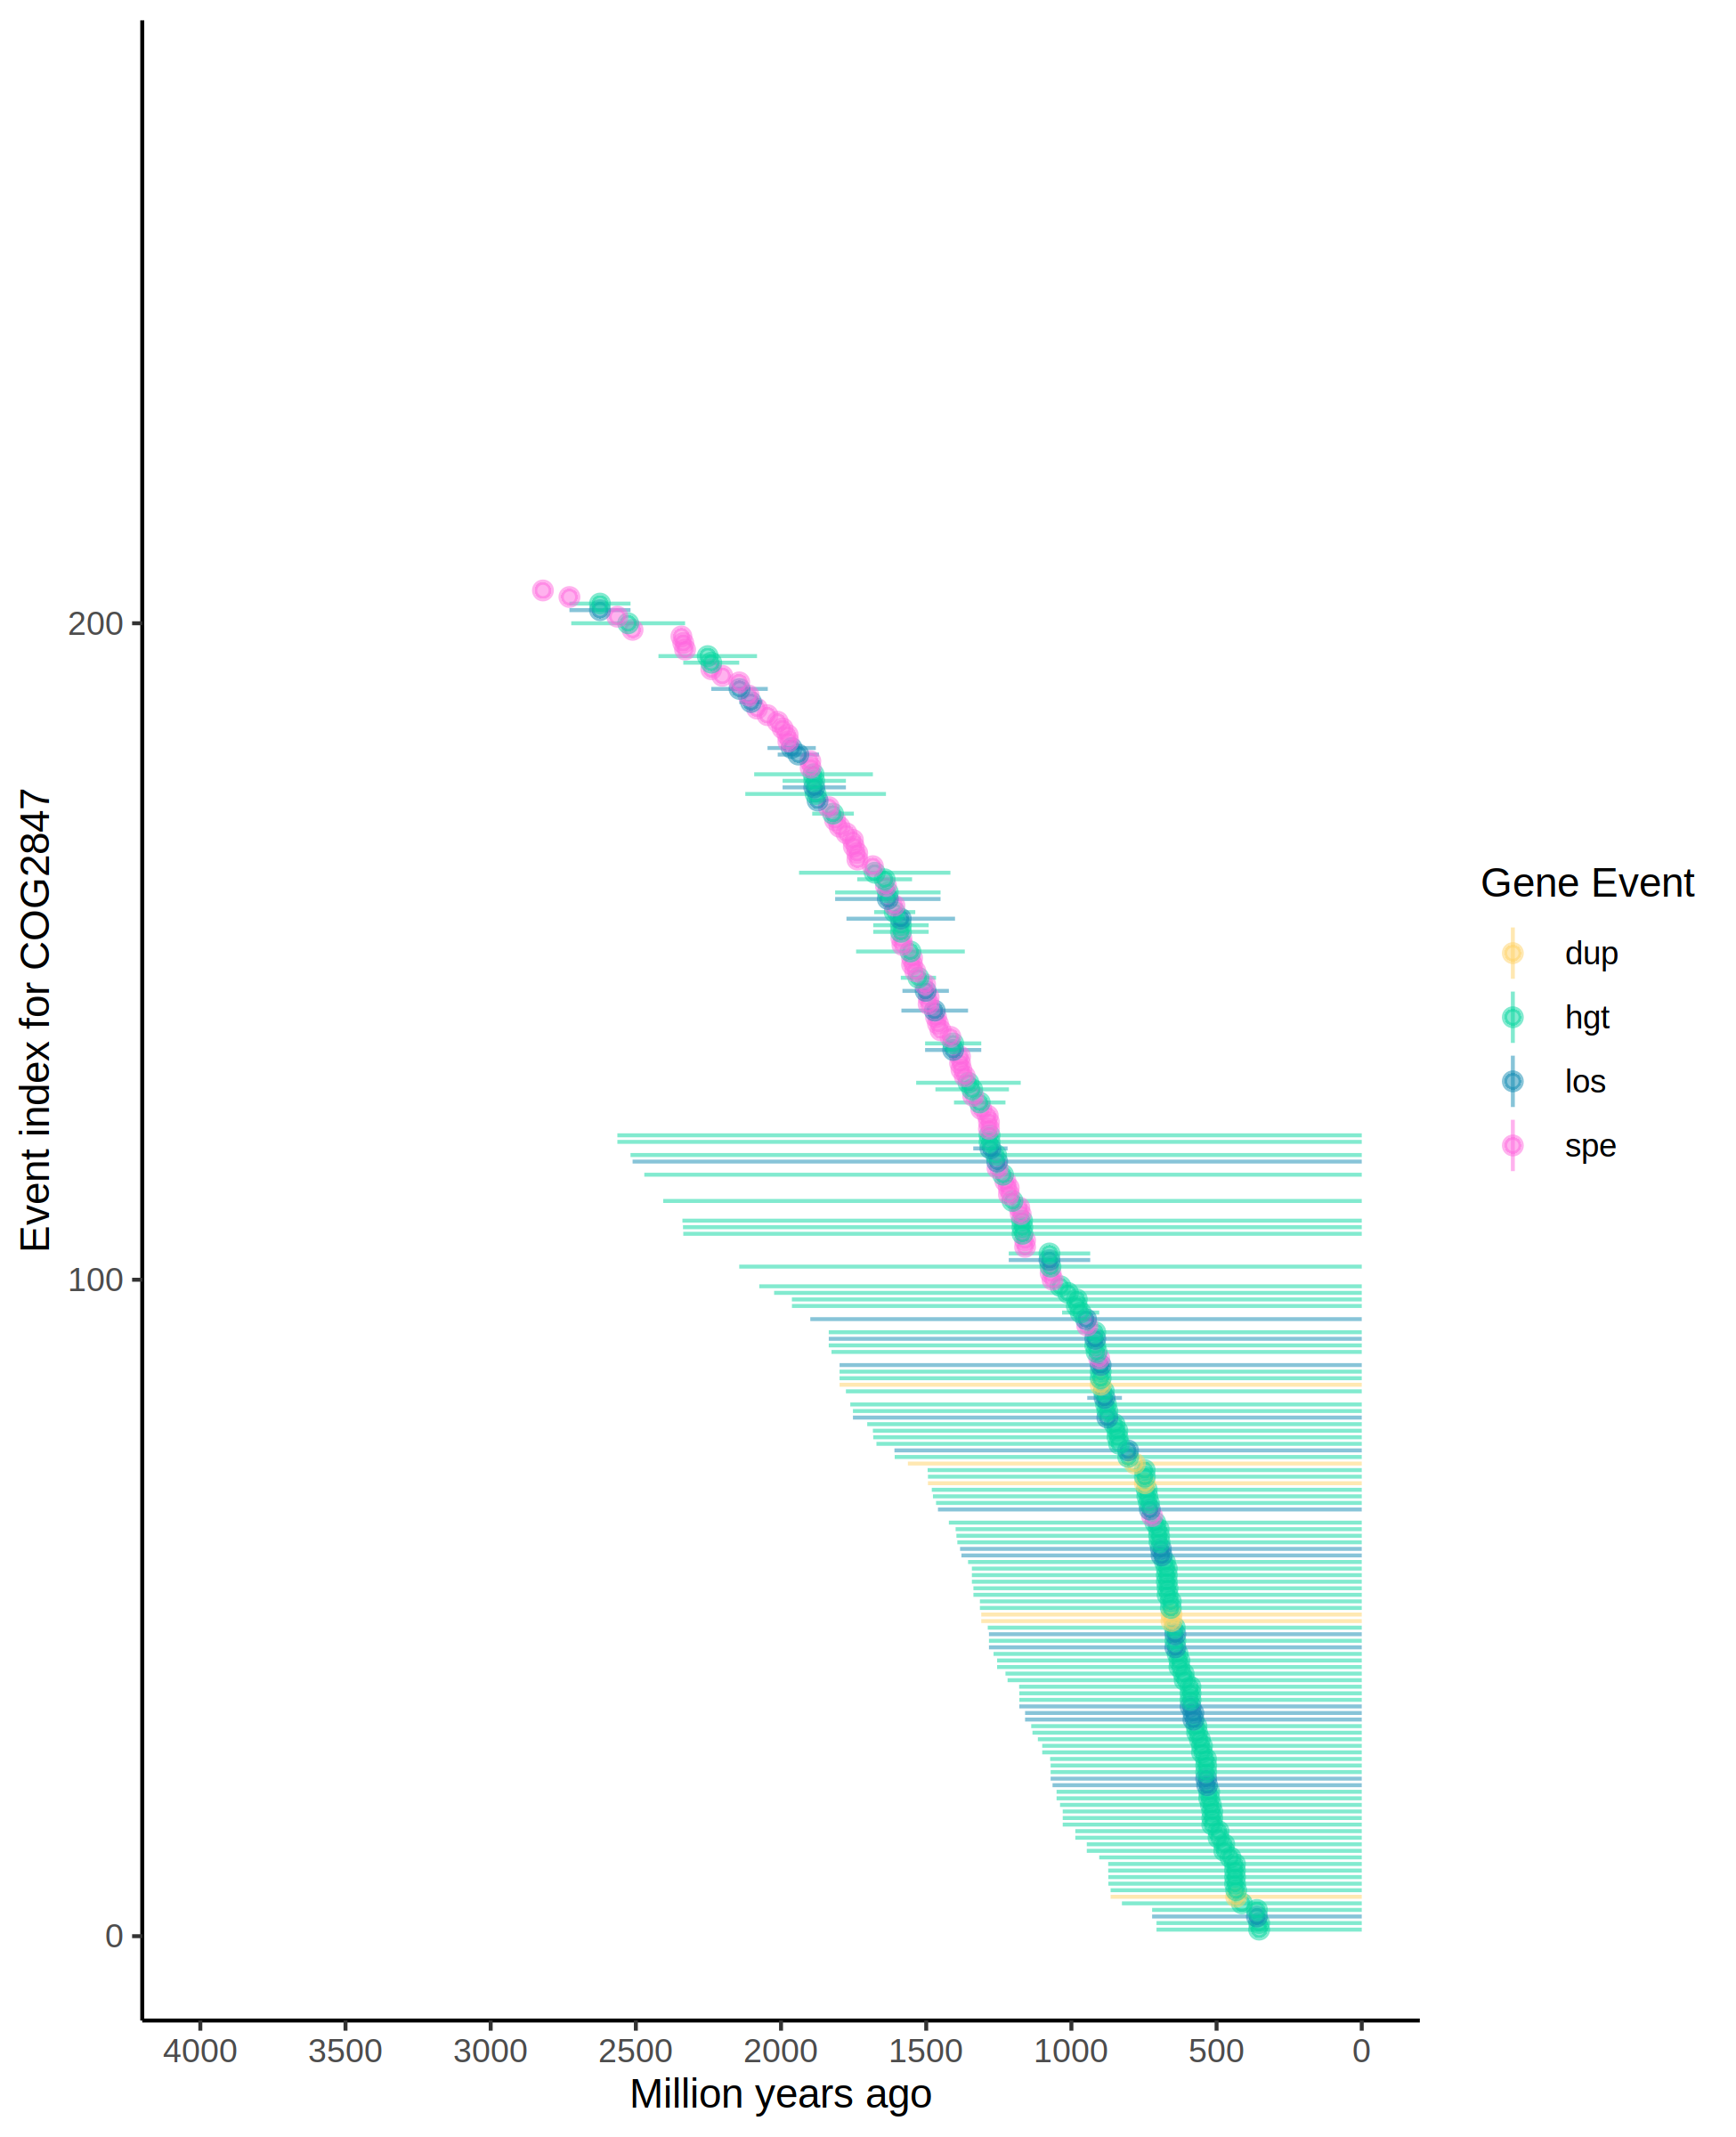 Event index for COG2847
200
100
0
4000 3500 3000 2500 2000 1500 1000 500 0
Million years ago
Gene Event
dup
hgt
los
spe